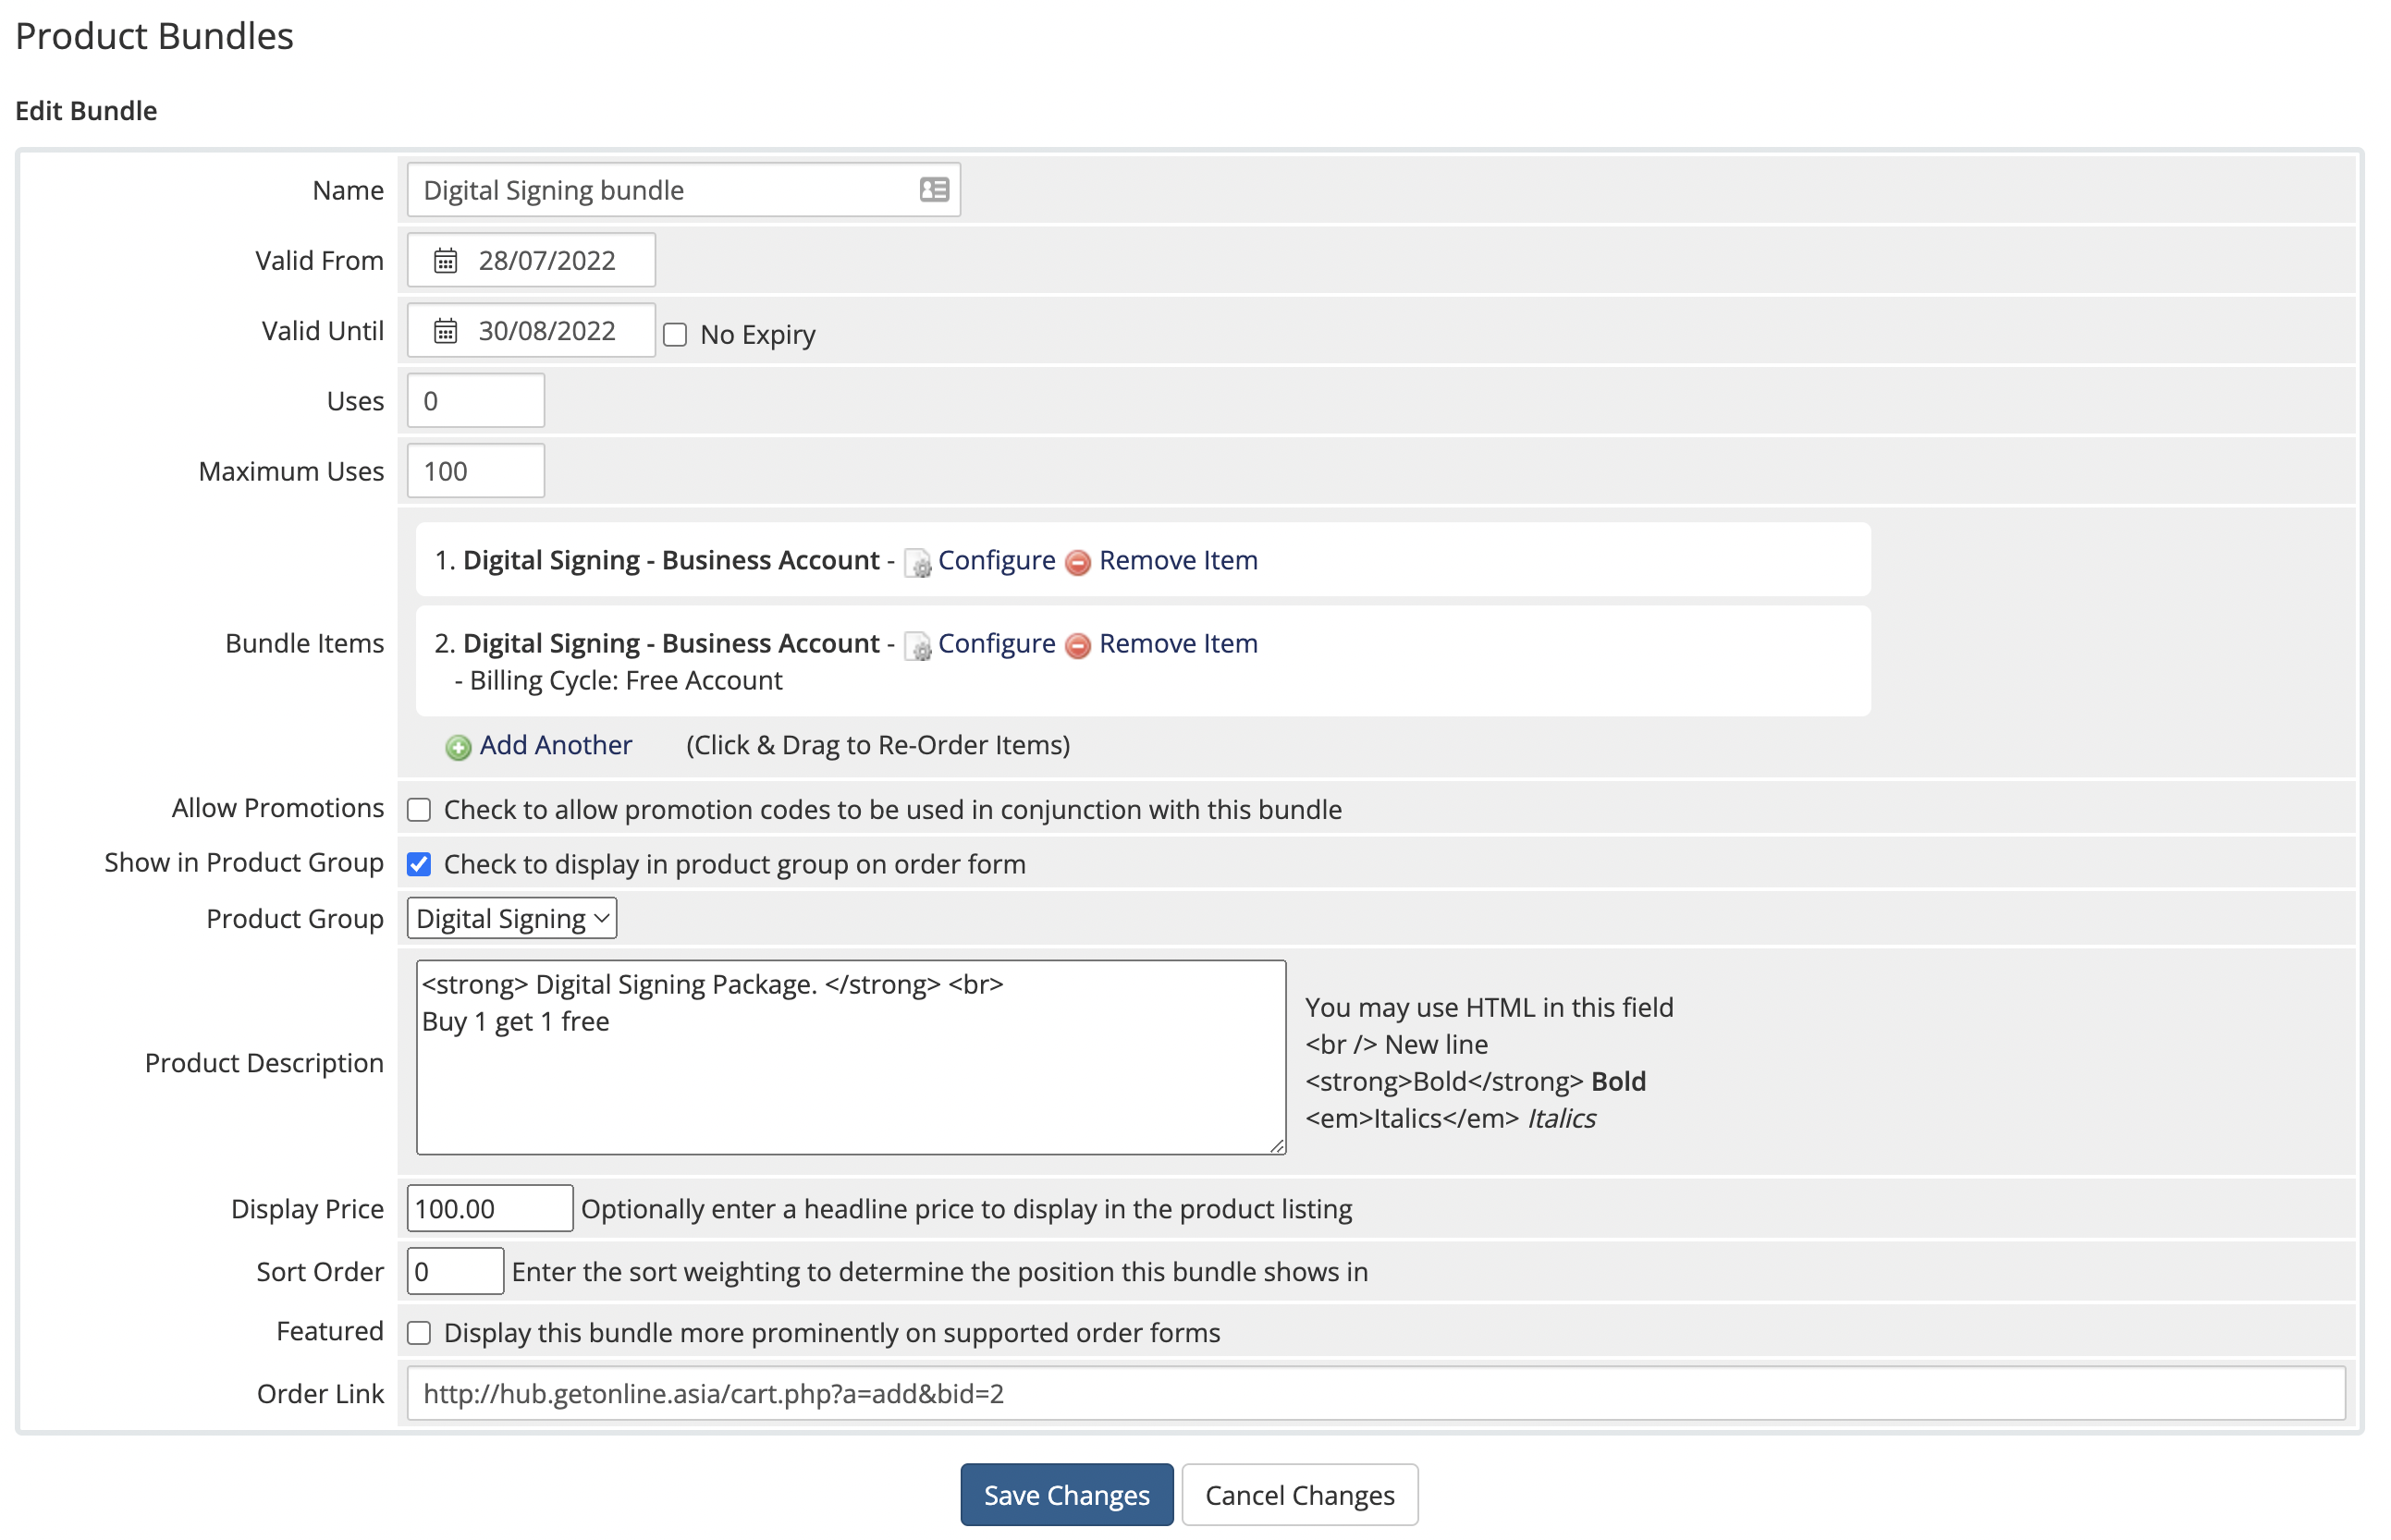 Product Bundles
Edit Bundle
Name Digital Signing bundle
Valid From 28/07/2022
Valid Until 30/08/2022 No Expiry
Uses 0
Maximum Uses 100
Bundle Items
1. Digital Signing - Business Account - Configure Remove Item
2. Digital Signing - Business Account - Configure Remove Item
- Billing Cycle: Free Account
Add Another (Click & Drag to Re-Order Items)
Allow Promotions Check to allow promotion codes to be used in conjunction with this bundle
Show in Product Group Check to display in product group on order form
Product Group Digital Signing
Product Description
<strong> Digital Signing Package. </strong> <br>
Buy 1 get 1 free
You may use HTML in this field
<br /> New line
<strong>Bold</strong> Bold
<em>Italics</em> Italics
Display Price 100.00 Optionally enter a headline price to display in the product listing
Sort Order 0 Enter the sort weighting to determine the position this bundle shows in
Featured Display this bundle more prominently on supported order forms
Order Link http://hub.getonline.asia/cart.php?a=add&bid=2
Save Changes Cancel Changes